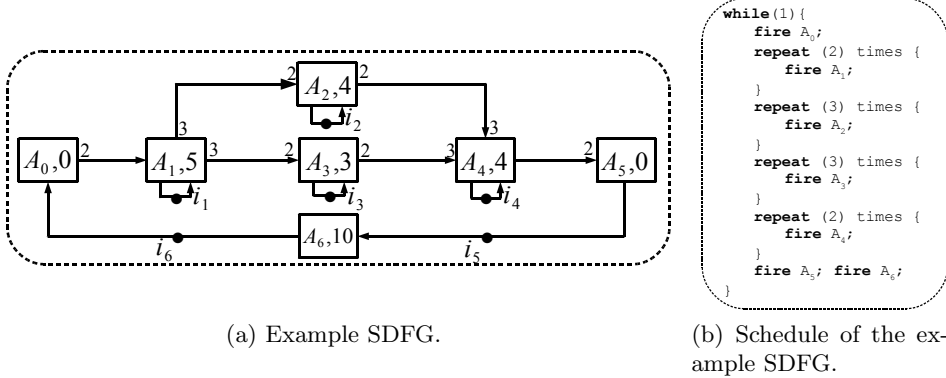 A₀,0
2
A₁,5
3
3
i₁
2
A₂,4
2
i₂
2
A₃,3
2
i₃
3
3
A₄,4
i₄
2
A₅,0
i₆
A₆,10
i₅
(a) Example SDFG.
while(1){
fire A₀;
repeat (2) times {
fire A₁;
}
repeat (3) times {
fire A₂;
}
repeat (3) times {
fire A₃;
}
repeat (2) times {
fire A₄;
}
fire A₅; fire A₆;
}
(b) Schedule of the ex-
ample SDFG.